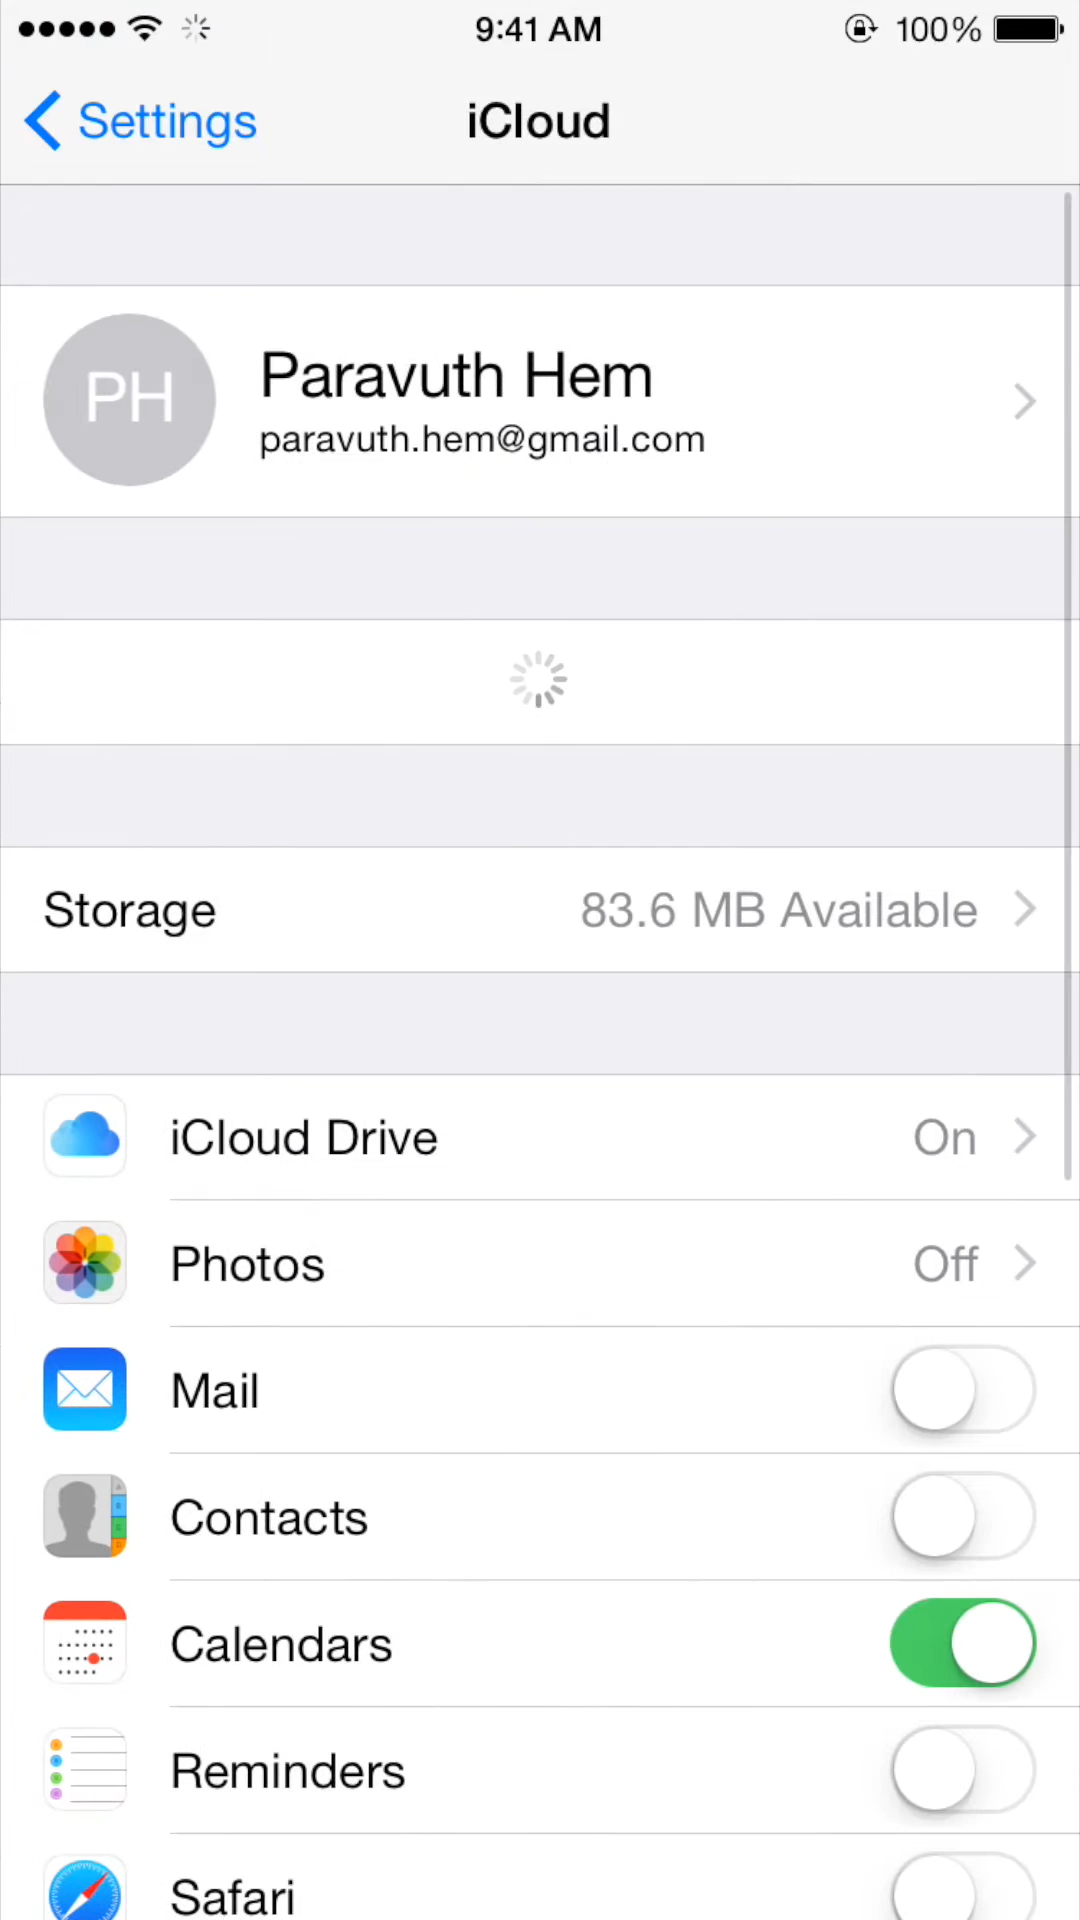 9:41 AM
100%
Settings
iCloud
PH
Paravuth Hem
paravuth.hem@gmail.com
Storage
83.6 MB Available
iCloud Drive
On
Photos
Off
Mail
Contacts
Calendars
Reminders
Safari